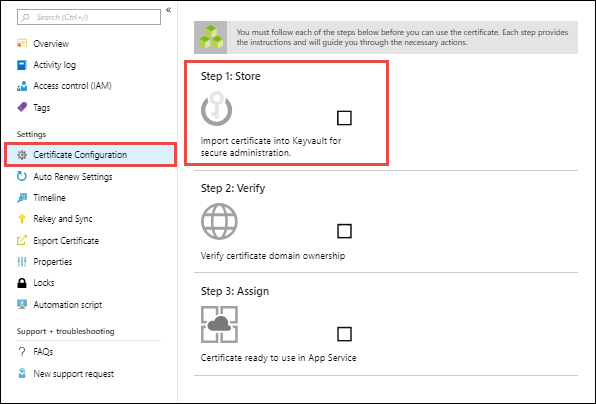 Search (Ctrl+/)
«
Overview
Activity log
Access control (IAM)
Tags
Settings
Certificate Configuration
Auto Renew Settings
Timeline
Rekey and Sync
Export Certificate
Properties
Locks
Automation script
Support + troubleshooting
? FAQs
New support request
You must follow each of the steps below before you can use the certificate. Each step provides
the instructions and will guide you through the necessary actions.
Step 1: Store
Import certificate into Keyvault for
secure administration.
Step 2: Verify
Verify certificate domain ownership
Step 3: Assign
Certificate ready to use in App Service